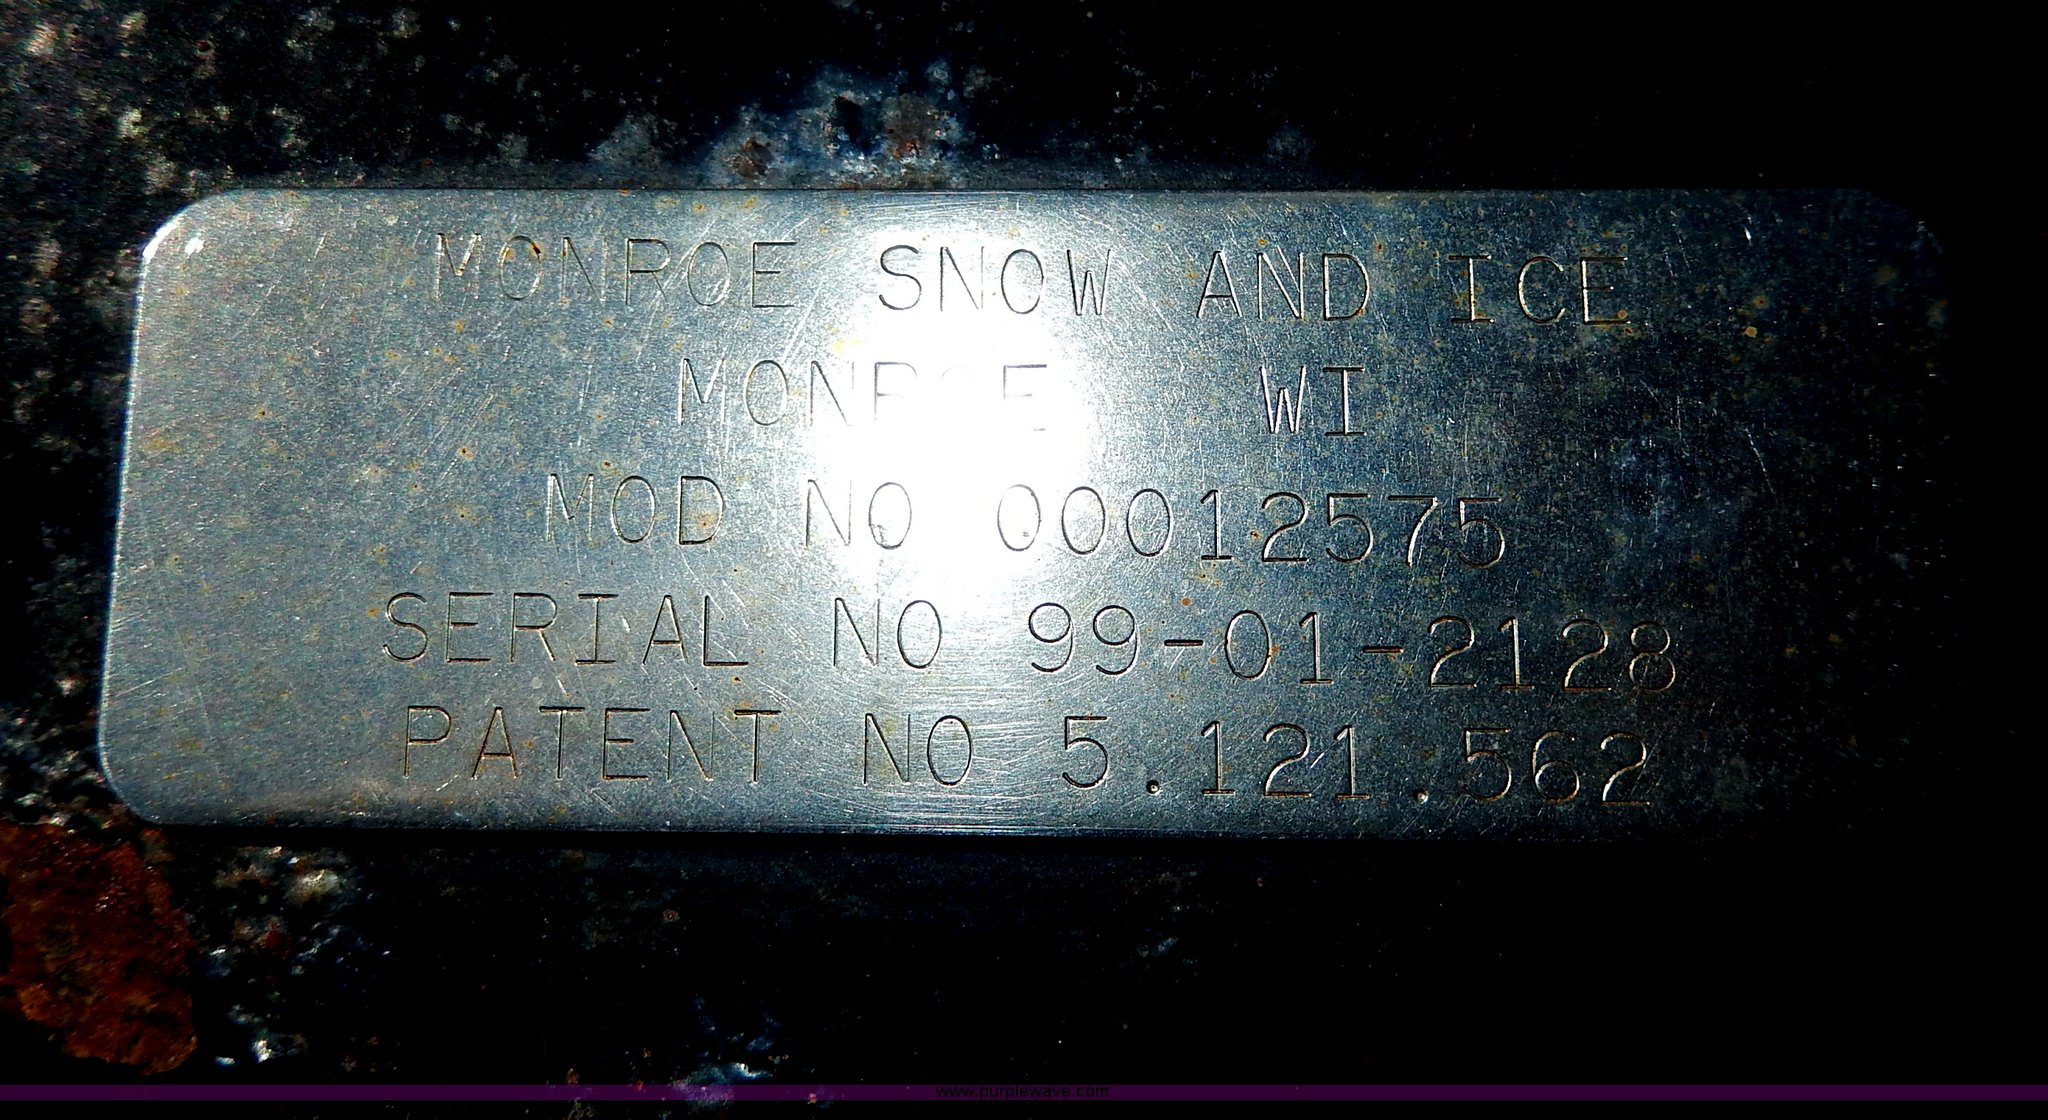 MONROE SNOW AND ICE
MONROE WI
MOD NO 00012575
SERIAL NO 99-01-2128
PATENT NO 5.121.562
www.purplewave.com